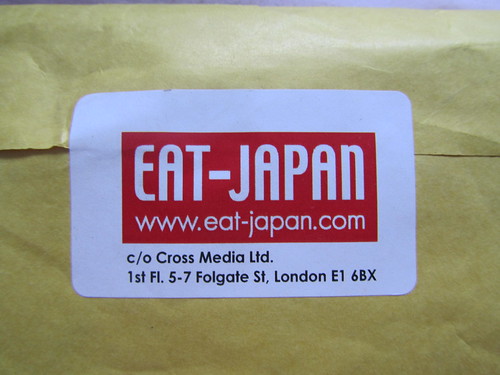 EAT-JAPAN
www.eat-japan.com
c/o Cross Media Ltd.
1st Fl. 5-7 Folgate St, London E1 6BX